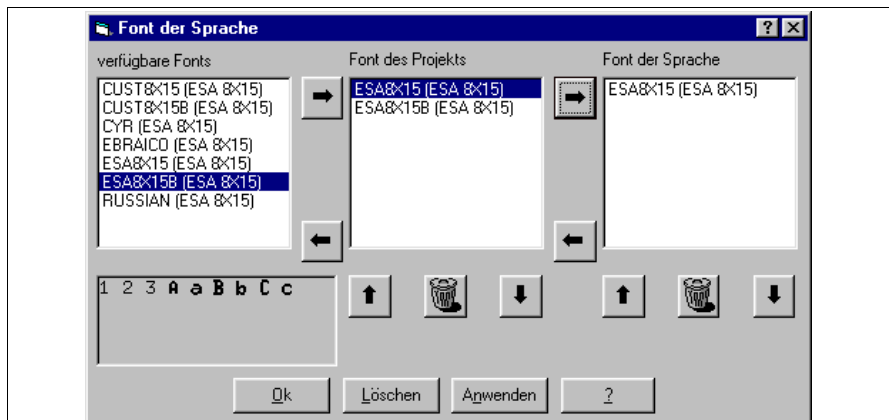 Font der Sprache
verfügbare Fonts
CUST8X15 (ESA 8X15)
CUST8X15B (ESA 8X15)
CYR (ESA 8X15)
EBRAICO (ESA 8X15)
ESA8X15 (ESA 8X15)
ESA8X15B (ESA 8X15)
RUSSIAN (ESA 8X15)
Font des Projekts
ESA8X15 (ESA 8X15)
ESA8X15B (ESA 8X15)
Font der Sprache
ESA8X15 (ESA 8X15)
1 2 3 A a B b C c
Ok Löschen Anwenden ?